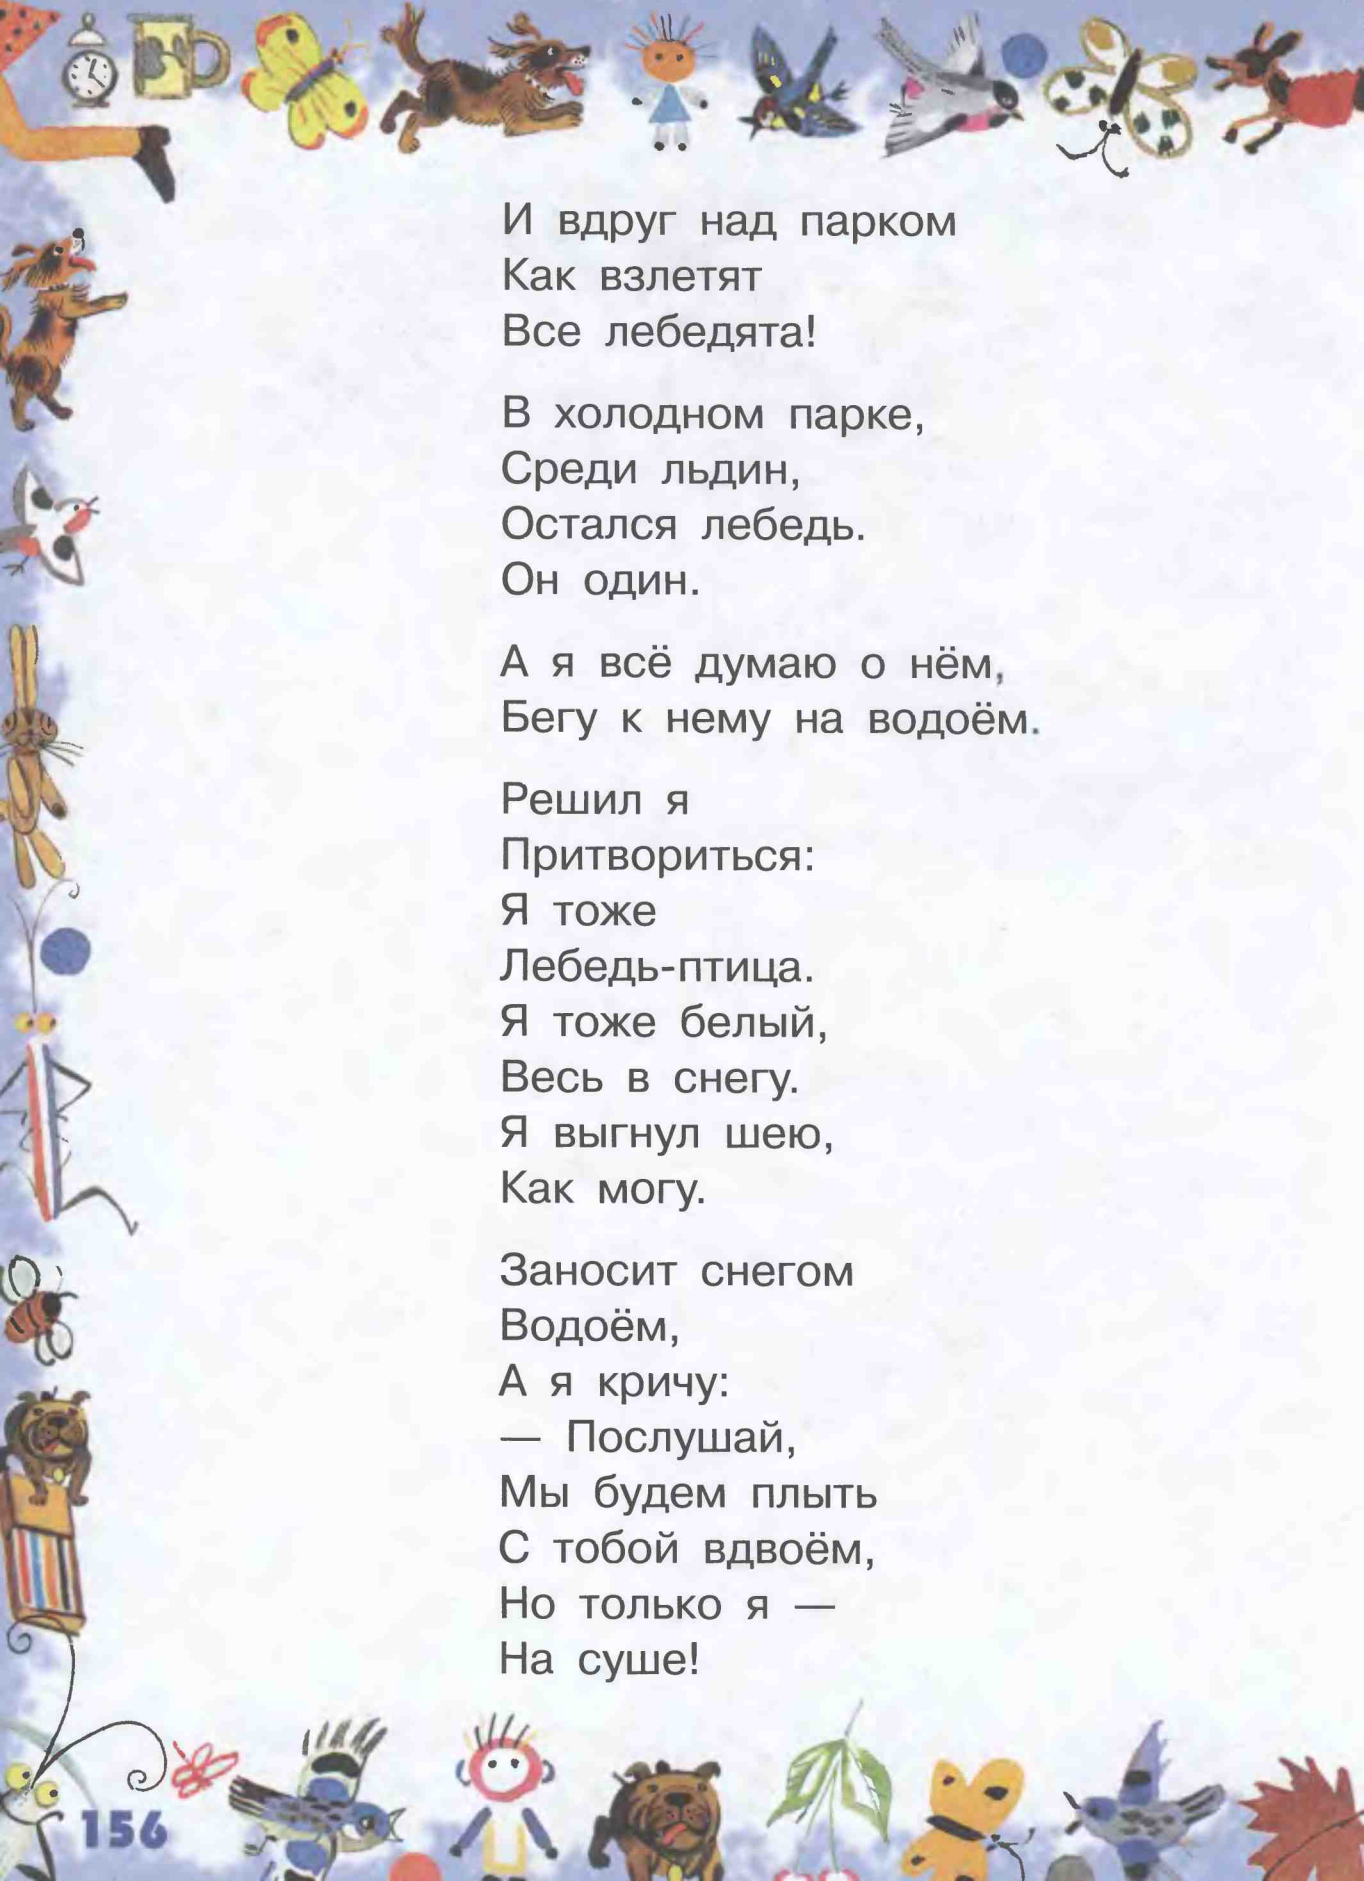 И вдруг над парком
Как взлетят
Все лебедята!
В холодном парке,
Среди льдин,
Остался лебедь.
Он один.
А я всё думаю о нём,
Бегу к нему на водоём.
Решил я
Притвориться:
Я тоже
Лебедь-птица.
Я тоже белый,
Весь в снегу.
Я выгнул шею,
Как могу.
Заносит снегом
Водоём,
А я кричу:
— Послушай,
Мы будем плыть
С тобой вдвоём,
Но только я —
На суше!
156